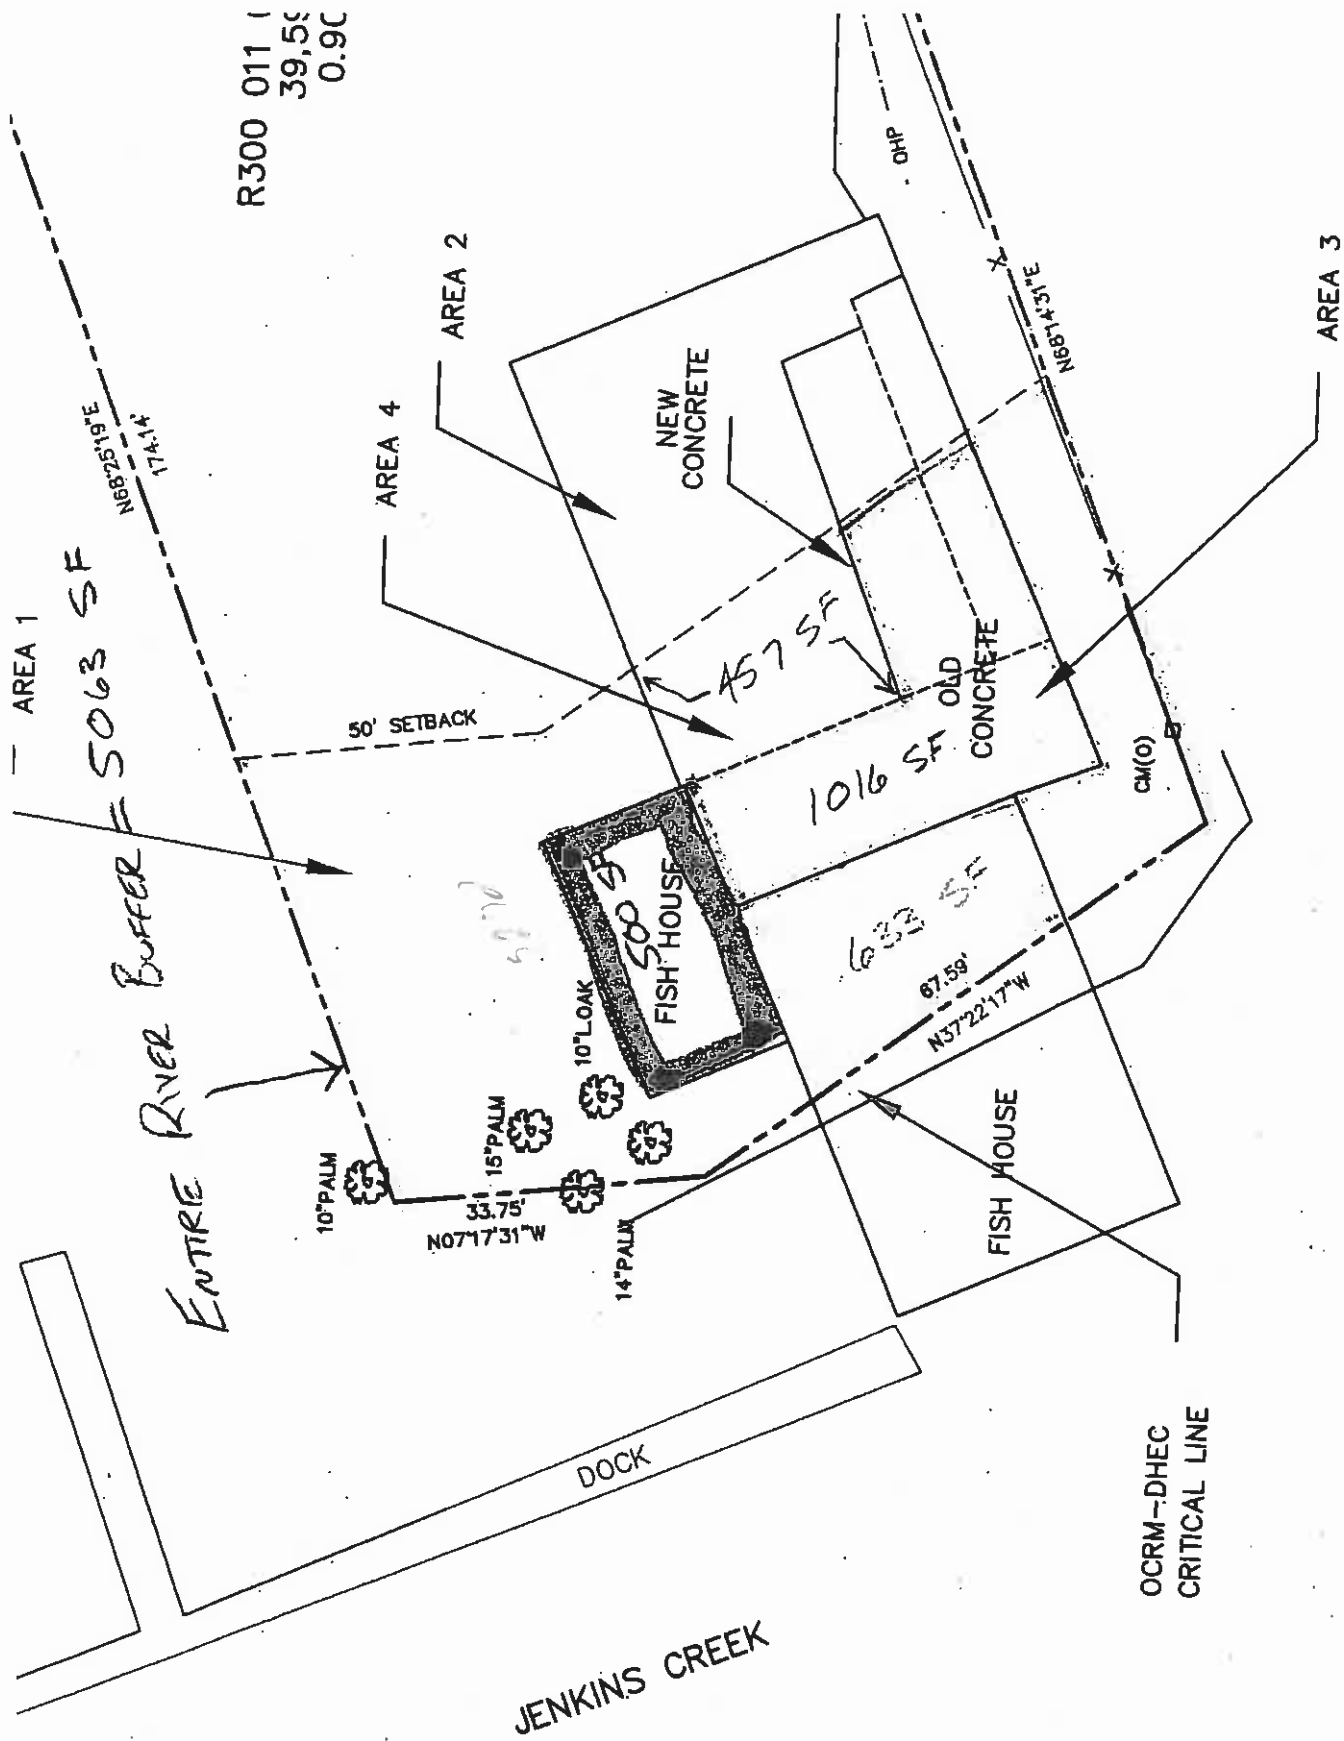 R300 011 (
39,59
0.90
AREA 1
ENTIRE RIVER BUFFER = 5063 SF
N68°25'19"E
174.14'
AREA 2
AREA 4
50' SETBACK
NEW
CONCRETE
OHP
N68°14'31"E
AREA 3
457 SF
OLD
CONCRETE
1016 SF
CM(O)
500 SF
FISH HOUSE
633 SF
10"LOAK
15"PALM
10"PALM
14"PALM
33.75'
N07°17'31"W
67.59'
N37°22'17"W
FISH HOUSE
DOCK
OCRM-DHEC
CRITICAL LINE
JENKINS CREEK